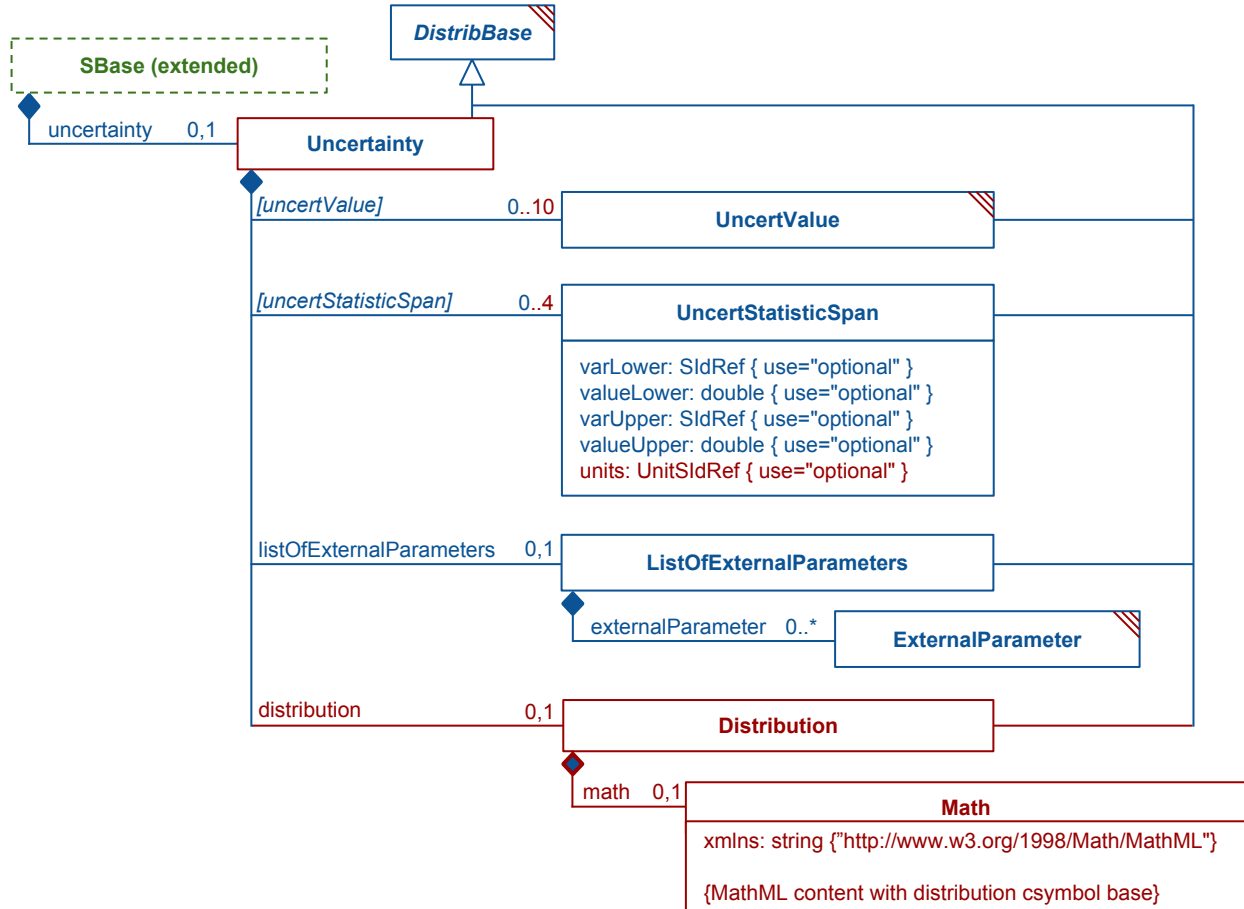 DistribBase
SBase (extended)
uncertainty 0,1
Uncertainty
[uncertValue] 0..10
UncertValue
[uncertStatisticSpan] 0..4
UncertStatisticSpan
varLower: SIdRef { use="optional" }
valueLower: double { use="optional" }
varUpper: SIdRef { use="optional" }
valueUpper: double { use="optional" }
units: UnitSIdRef { use="optional" }
listOfExternalParameters 0,1
ListOfExternalParameters
externalParameter 0..*
ExternalParameter
distribution 0,1
Distribution
math 0,1
Math
xmlns: string {”http://www.w3.org/1998/Math/MathML"}
{MathML content with distribution csymbol base}